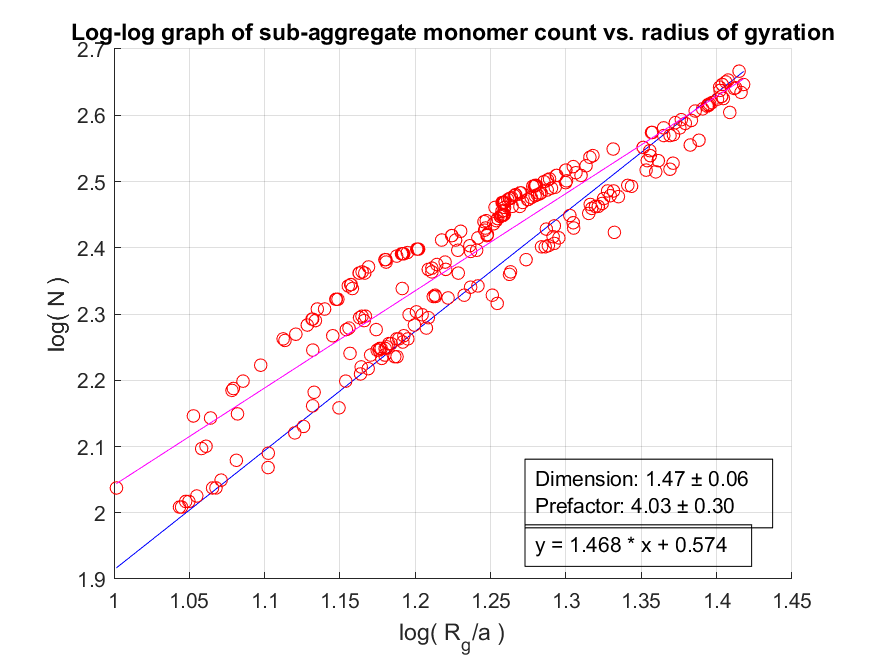 Log-log graph of sub-aggregate monomer count vs. radius of gyration
2.7
2.6
2.5
2.4
2.3
2.2
2.1
2
1.9
log( N )
Dimension: 1.47 ± 0.06
Prefactor: 4.03 ± 0.30
y = 1.468 * x + 0.574
1 1.05 1.1 1.15 1.2 1.25 1.3 1.35 1.4 1.45
log( R_g/a )